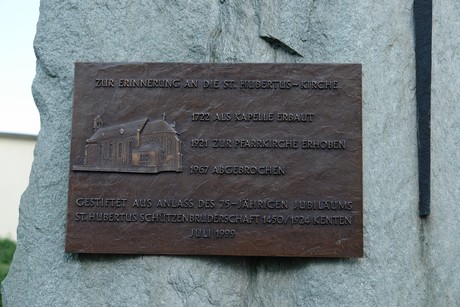 ZUR ERINNERUNG AN DIE ST. HUBERTUS-KIRCHE
1722 ALS KAPELLE ERBAUT
1921 ZUR PFARRKIRCHE ERHOBEN
1967 ABGEBROCHEN
GESTIFTET AUS ANLASS DES 75-JÄHRIGEN JUBILÄUMS
ST. HUBERTUS SCHÜTZENBRUDERSCHAFT 1450/1924 KENTEN
JULI 1999